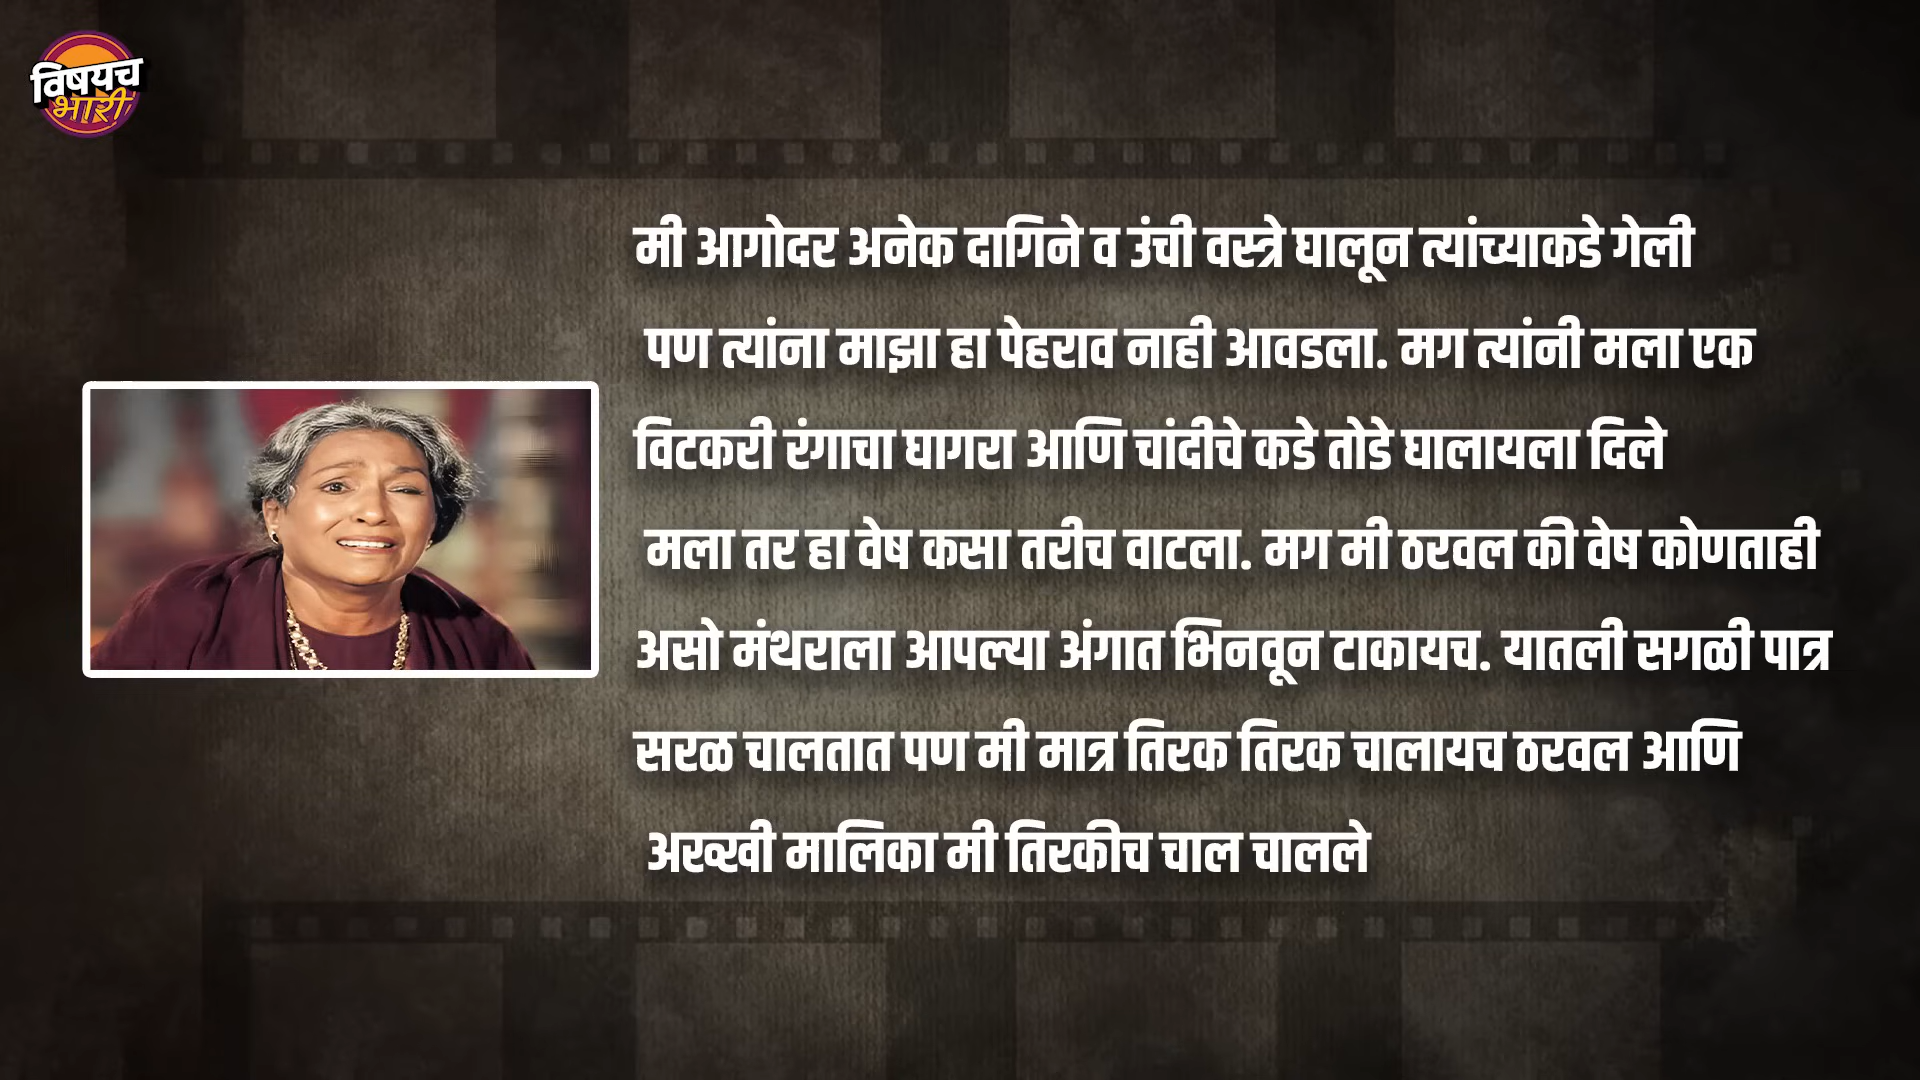 विषयच
भारी
मी आगोदर अनेक दागिने व उंची वस्त्रे घालून त्यांच्याकडे गेली
पण त्यांना माझा हा पेहराव नाही आवडला. मग त्यांनी मला एक
विटकरी रंगाचा घागरा आणि चांदीचे कडे तोडे घालायला दिले
मला तर हा वेष कसा तरीच वाटला. मग मी ठरवल की वेष कोणताही
असो मंथराला आपल्या अंगात भिनवून टाकायच. यातली सगळी पात्र
सरळ चालतात पण मी मात्र तिरक तिरक चालायच ठरवल आणि
अख्खी मालिका मी तिरकीच चाल चालले